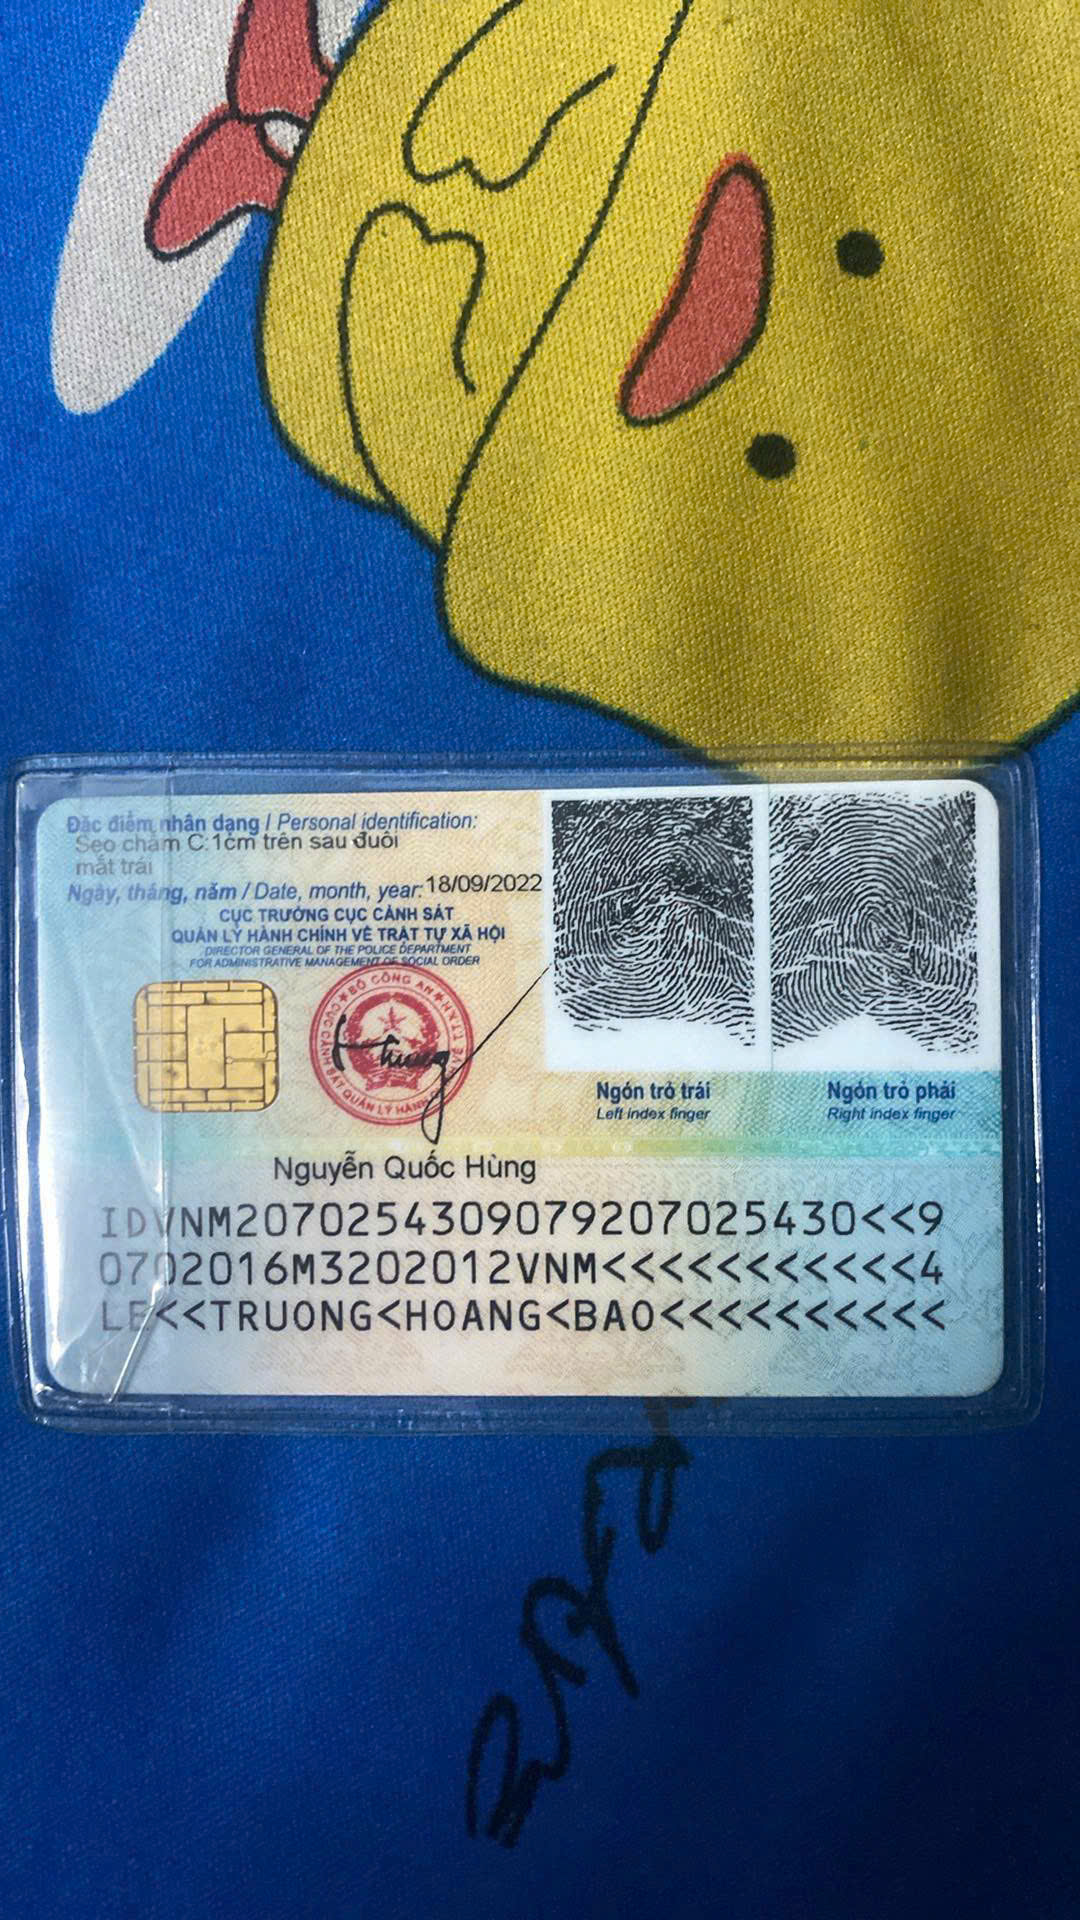 Đặc điểm nhân dạng / Personal identification:
Sẹo chấm C:1cm trên sau đuôi
mắt trái
Ngày, tháng, năm / Date, month, year: 18/09/2022
CỤC TRƯỞNG CỤC CẢNH SÁT
QUẢN LÝ HÀNH CHÍNH VỀ TRẬT TỰ XÃ HỘI
DIRECTOR GENERAL OF THE POLICE DEPARTMENT
FOR ADMINISTRATIVE MANAGEMENT OF SOCIAL ORDER
BỘ CÔNG AN
CỤC CẢNH SÁT QUẢN LÝ HÀNH
Hùng
Ngón trỏ trái
Left index finger
Ngón trỏ phải
Right index finger
Nguyễn Quốc Hùng
IDVNM2070254309079207025430<<9
0702016M3202012VNM<<<<<<<<<<<4
LE<<TRUONG<HOANG<BAO<<<<<<<<<<